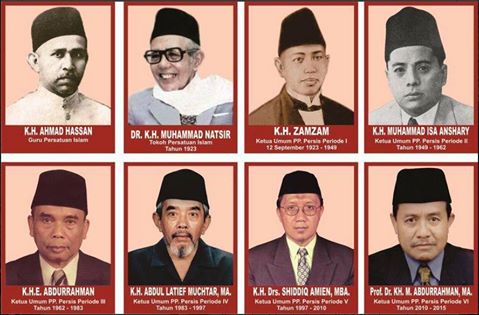 K.H. AHMAD HASSAN
Guru Persatuan Islam
DR. K.H. MUHAMMAD NATSIR
Tokoh Persatuan Islam
Tahun 1923
K.H. ZAMZAM
Ketua Umum PP. Persis Periode I
12 September 1923 - 1949
K.H. MUHAMMAD ISA ANSHARY
Ketua Umum PP. Persis Periode II
Tahun 1949 - 1962
K.H.E. ABDURRAHMAN
Ketua Umum PP. Persis Periode III
Tahun 1962 - 1983
K.H. ABDUL LATIEF MUCHTAR, MA.
Ketua Umum PP. Persis Periode IV
Tahun 1983 - 1997
K.H. Drs. SHIDDIQ AMIEN, MBA.
Ketua Umum PP. Persis Periode V
Tahun 1997 - 2010
Prof. Dr. KH. M. ABDURRAHMAN, MA.
Ketua Umum PP. Persis Periode VI
Tahun 2010 - 2015